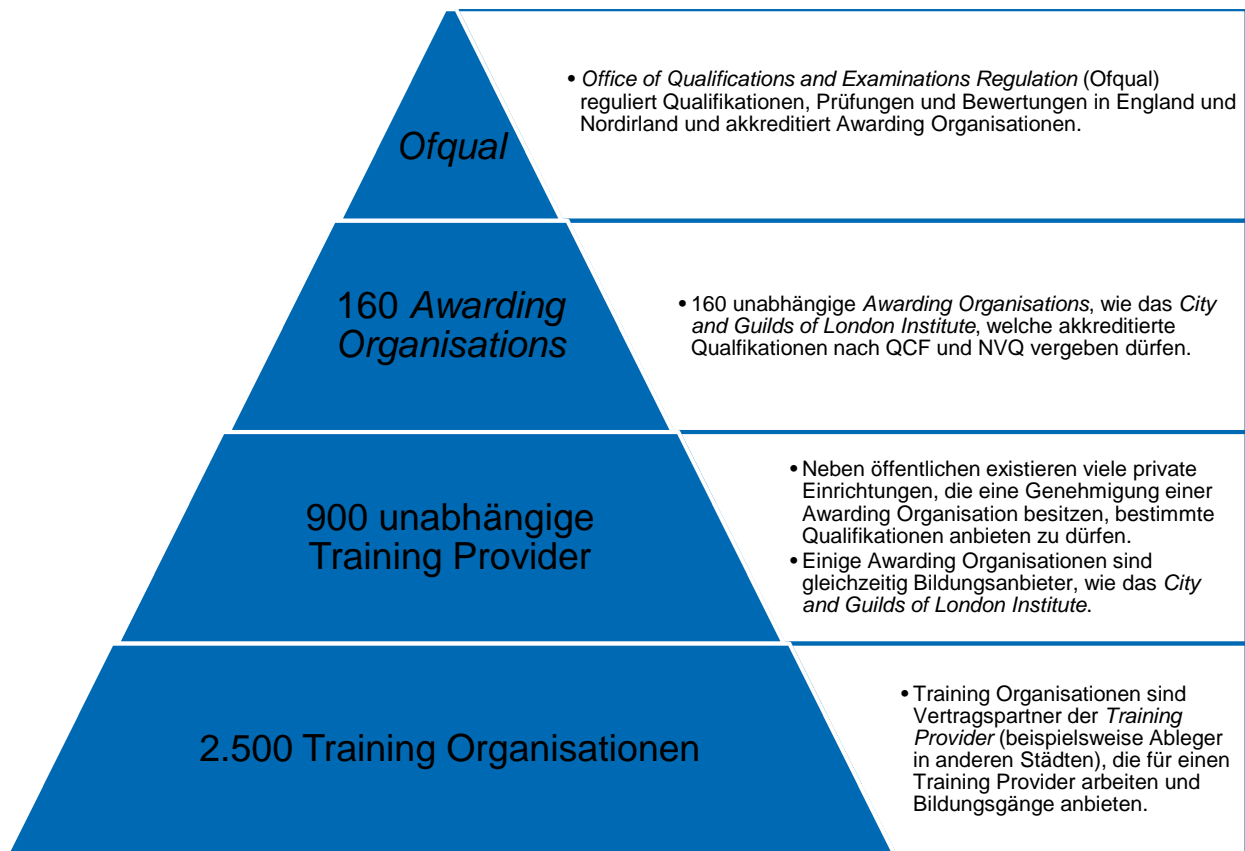 Ofqual
• Office of Qualifications and Examinations Regulation (Ofqual)
reguliert Qualifikationen, Prüfungen und Bewertungen in England und
Nordirland und akkreditiert Awarding Organisationen.
160 Awarding
Organisations
• 160 unabhängige Awarding Organisations, wie das City
and Guilds of London Institute, welche akkreditierte
Qualfikationen nach QCF und NVQ vergeben dürfen.
900 unabhängige
Training Provider
• Neben öffentlichen existieren viele private
Einrichtungen, die eine Genehmigung einer
Awarding Organisation besitzen, bestimmte
Qualifikationen anbieten zu dürfen.
• Einige Awarding Organisationen sind
gleichzeitig Bildungsanbieter, wie das City
and Guilds of London Institute.
2.500 Training Organisationen
• Training Organisationen sind
Vertragspartner der Training
Provider (beispielsweise Ableger
in anderen Städten), die für einen
Training Provider arbeiten und
Bildungsgänge anbieten.